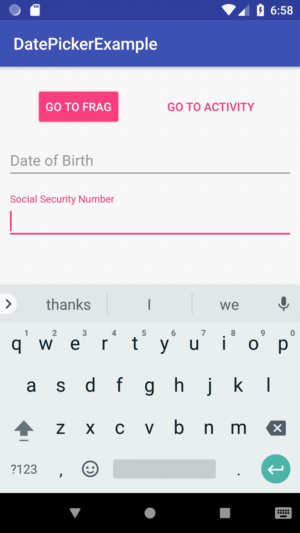 6:58
DatePickerExample
GO TO FRAG GO TO ACTIVITY
Date of Birth
Social Security Number
thanks I we
1 2 3 4 5 6 7 8 9 0
q w e r t y u i o p
a s d f g h j k l
z x c v b n m
?123 , .